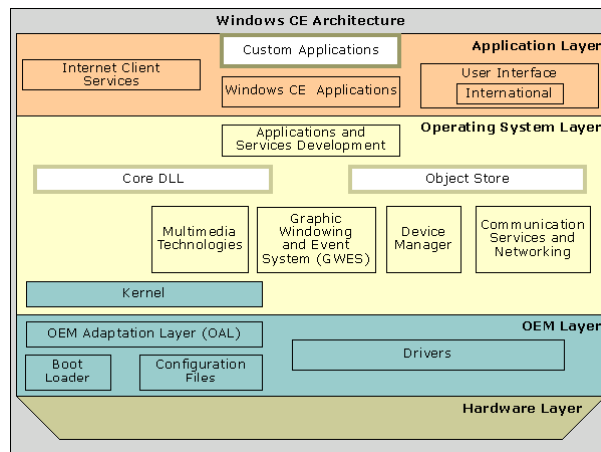 Windows CE Architecture
Application Layer
Custom Applications
Internet Client
Services
Windows CE Applications
User Interface
International
Operating System Layer
Applications and
Services Development
Core DLL
Object Store
Multimedia
Technologies
Graphic
Windowing
and Event
System (GWES)
Device
Manager
Communication
Services and
Networking
Kernel
OEM Layer
OEM Adaptation Layer (OAL)
Drivers
Boot
Loader
Configuration
Files
Hardware Layer